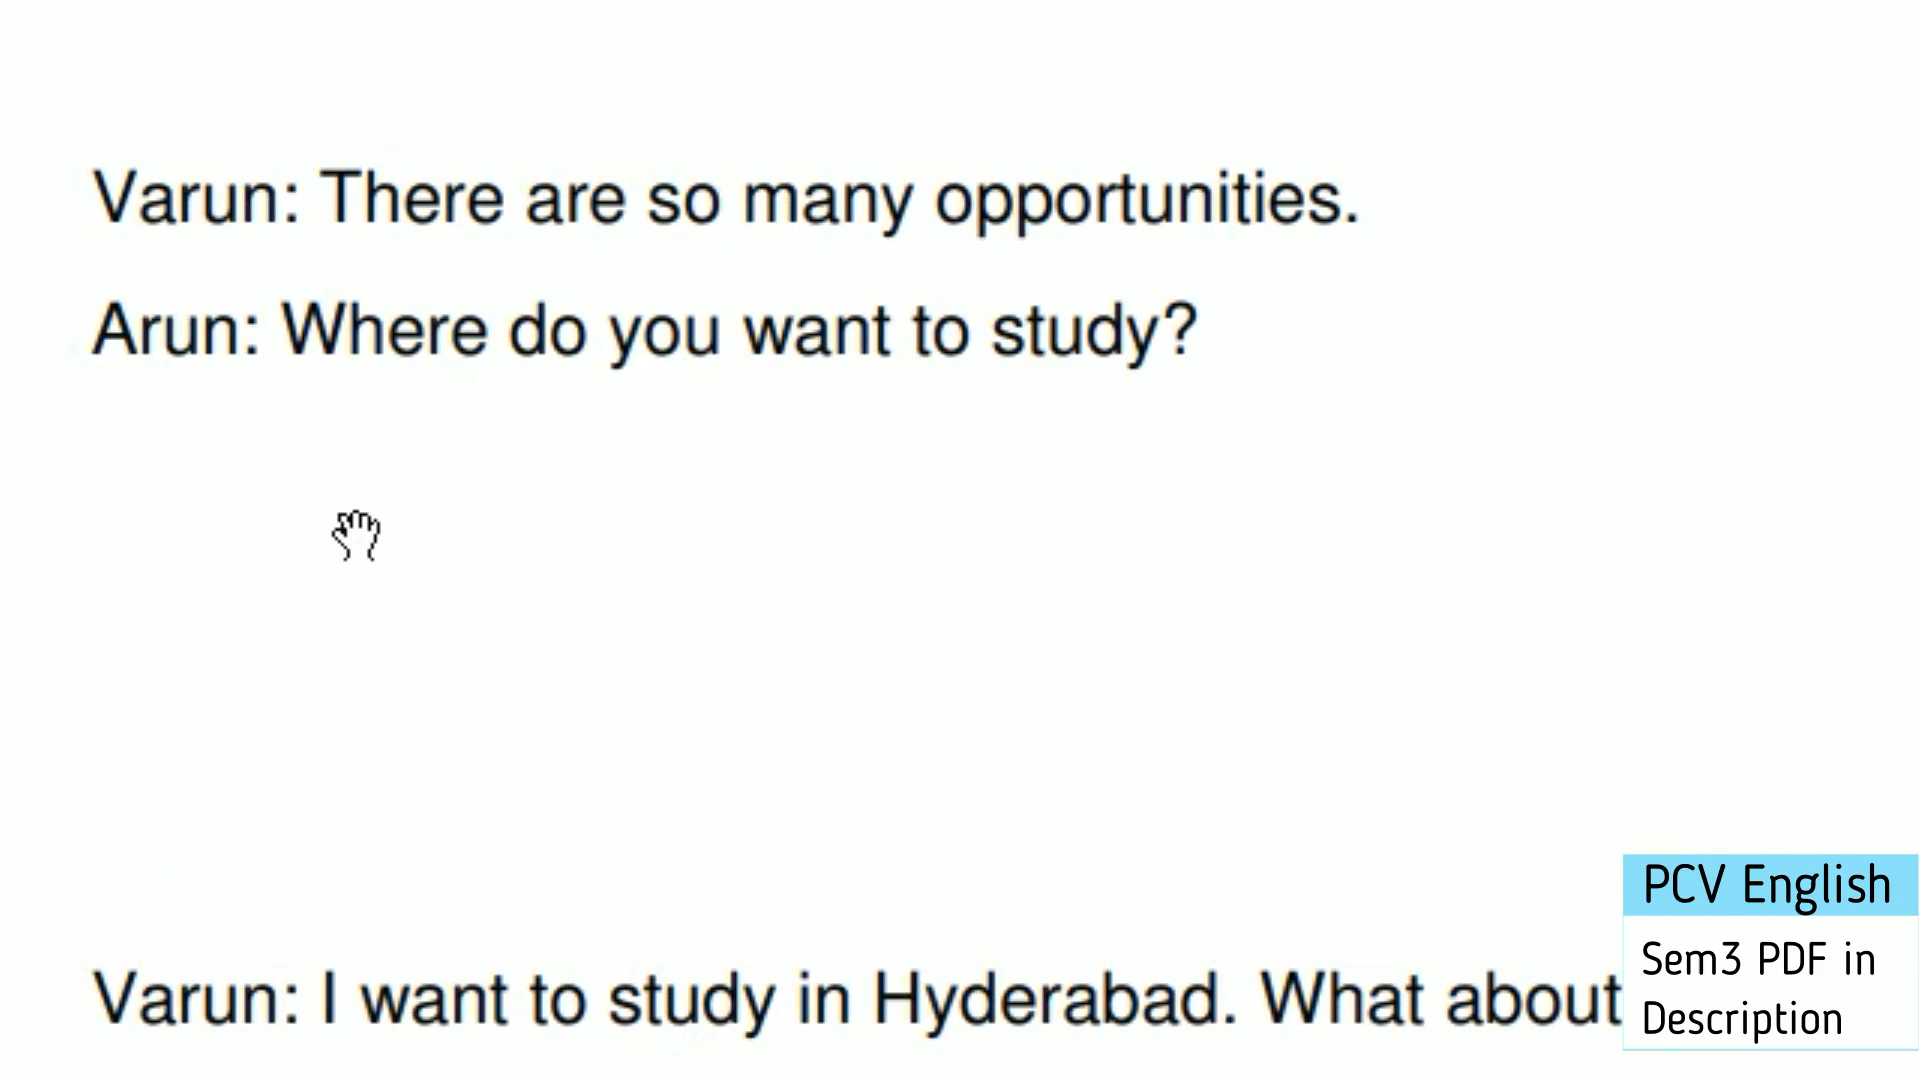 Varun: There are so many opportunities.
Arun: Where do you want to study?
Varun: I want to study in Hyderabad. What about
PCV English
Sem3 PDF in
Description